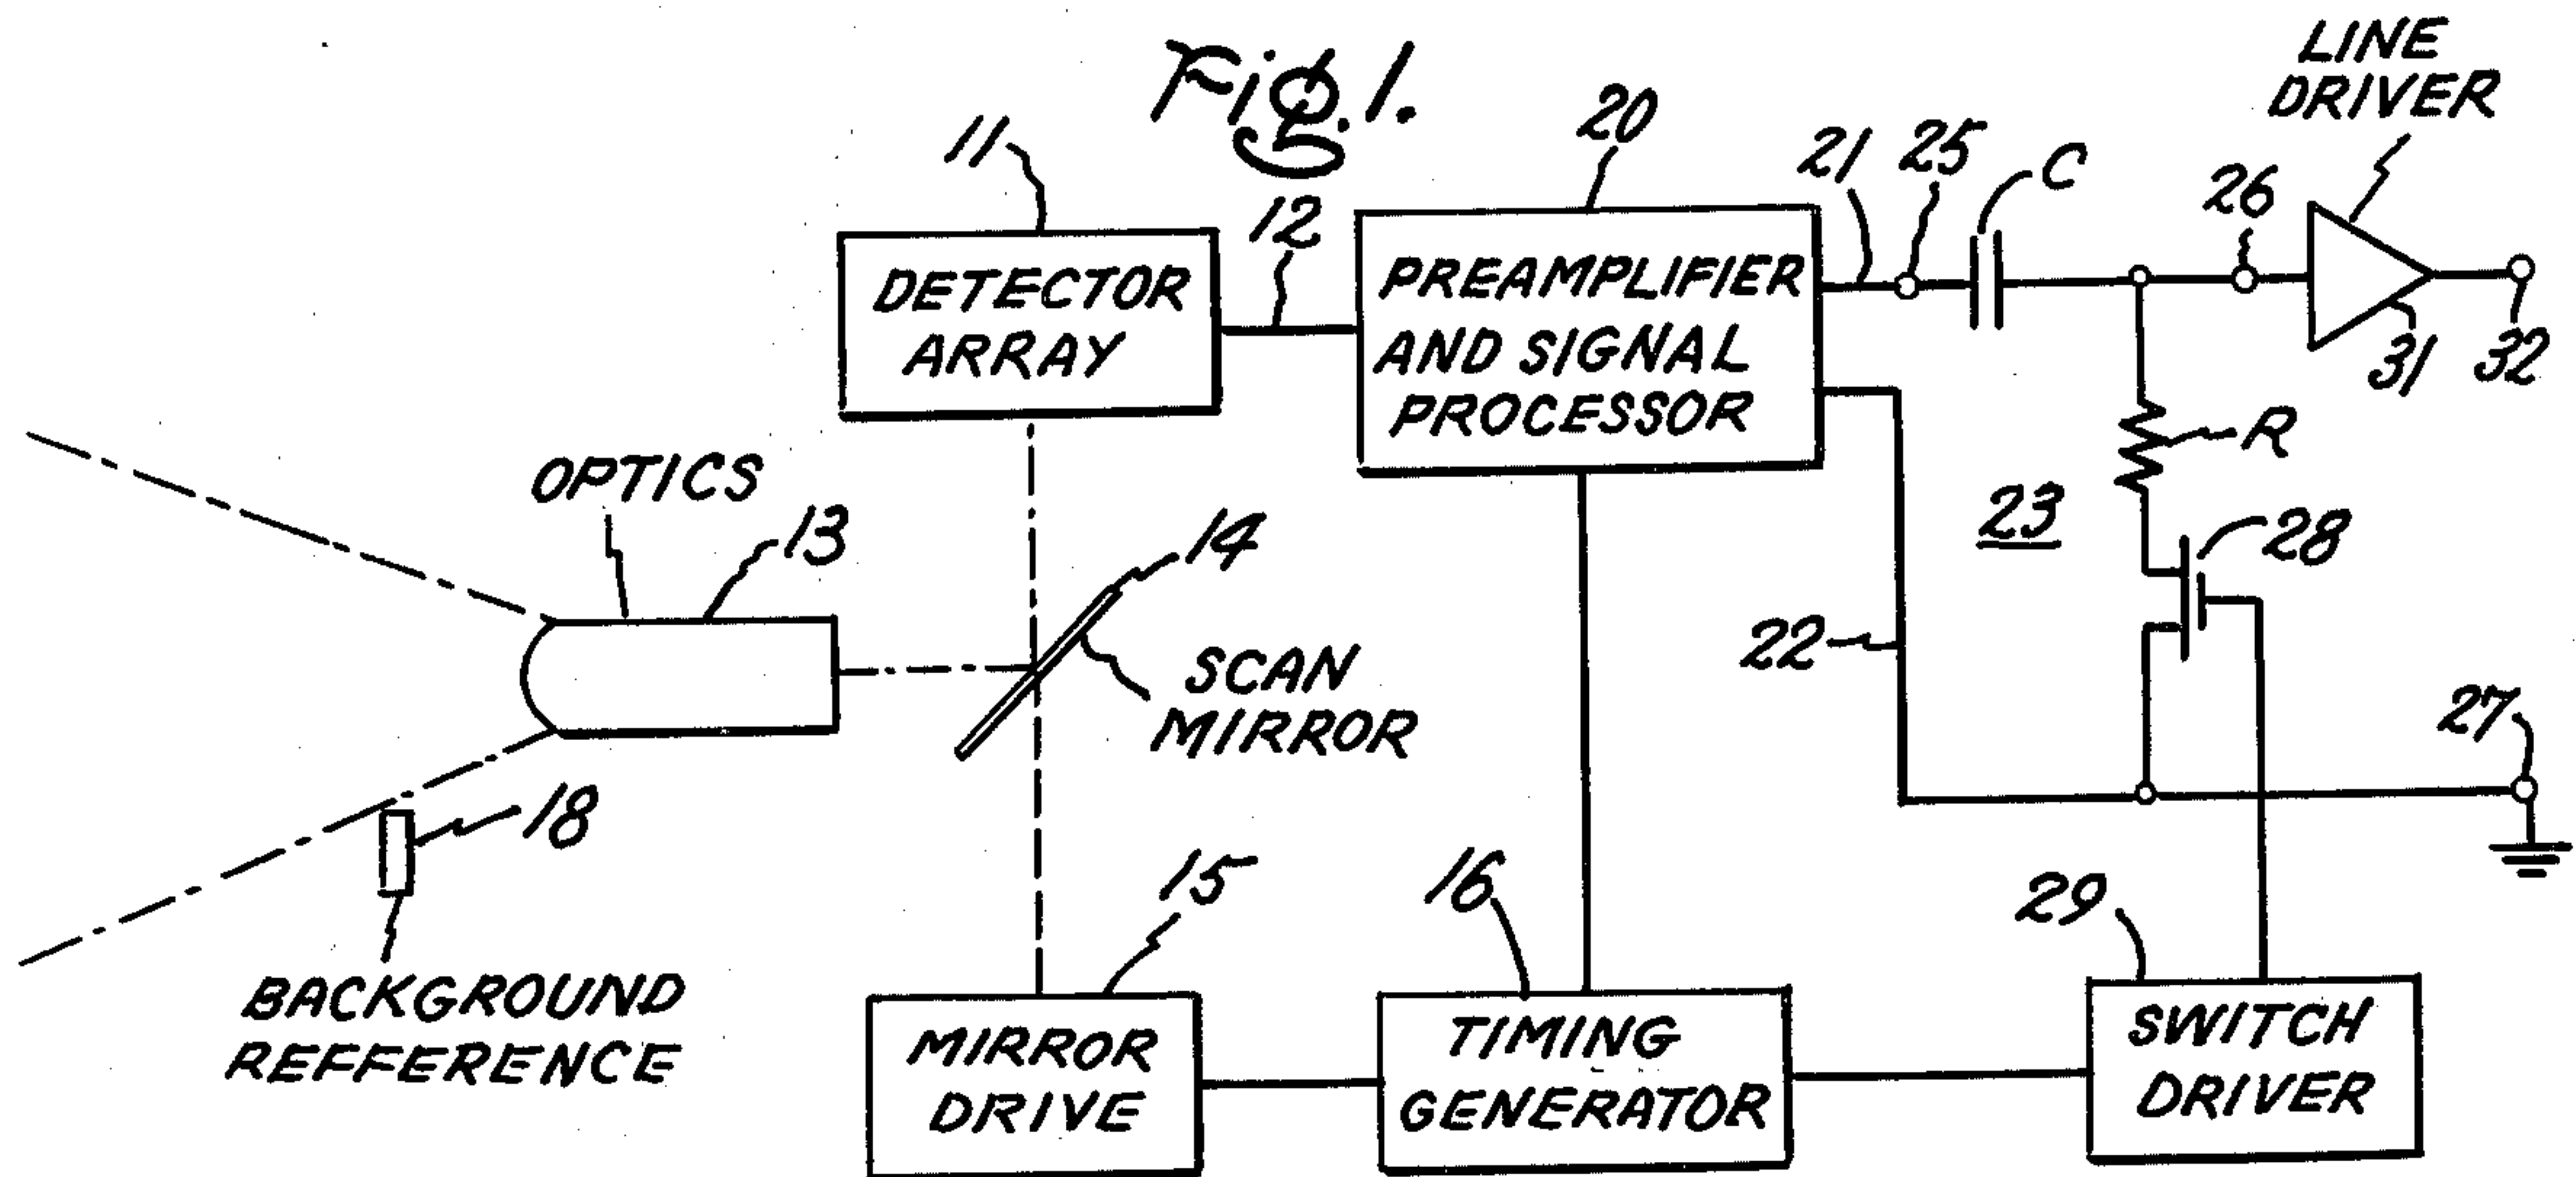 Fig. 1.
LINE
DRIVER
11
20
21
25
C
26
12
DETECTOR
ARRAY
PREAMPLIFIER
AND SIGNAL
PROCESSOR
31
32
R
OPTICS
13
14
23
28
22
SCAN
MIRROR
27
18
15
16
29
BACKGROUND
REFFERENCE
MIRROR
DRIVE
TIMING
GENERATOR
SWITCH
DRIVER